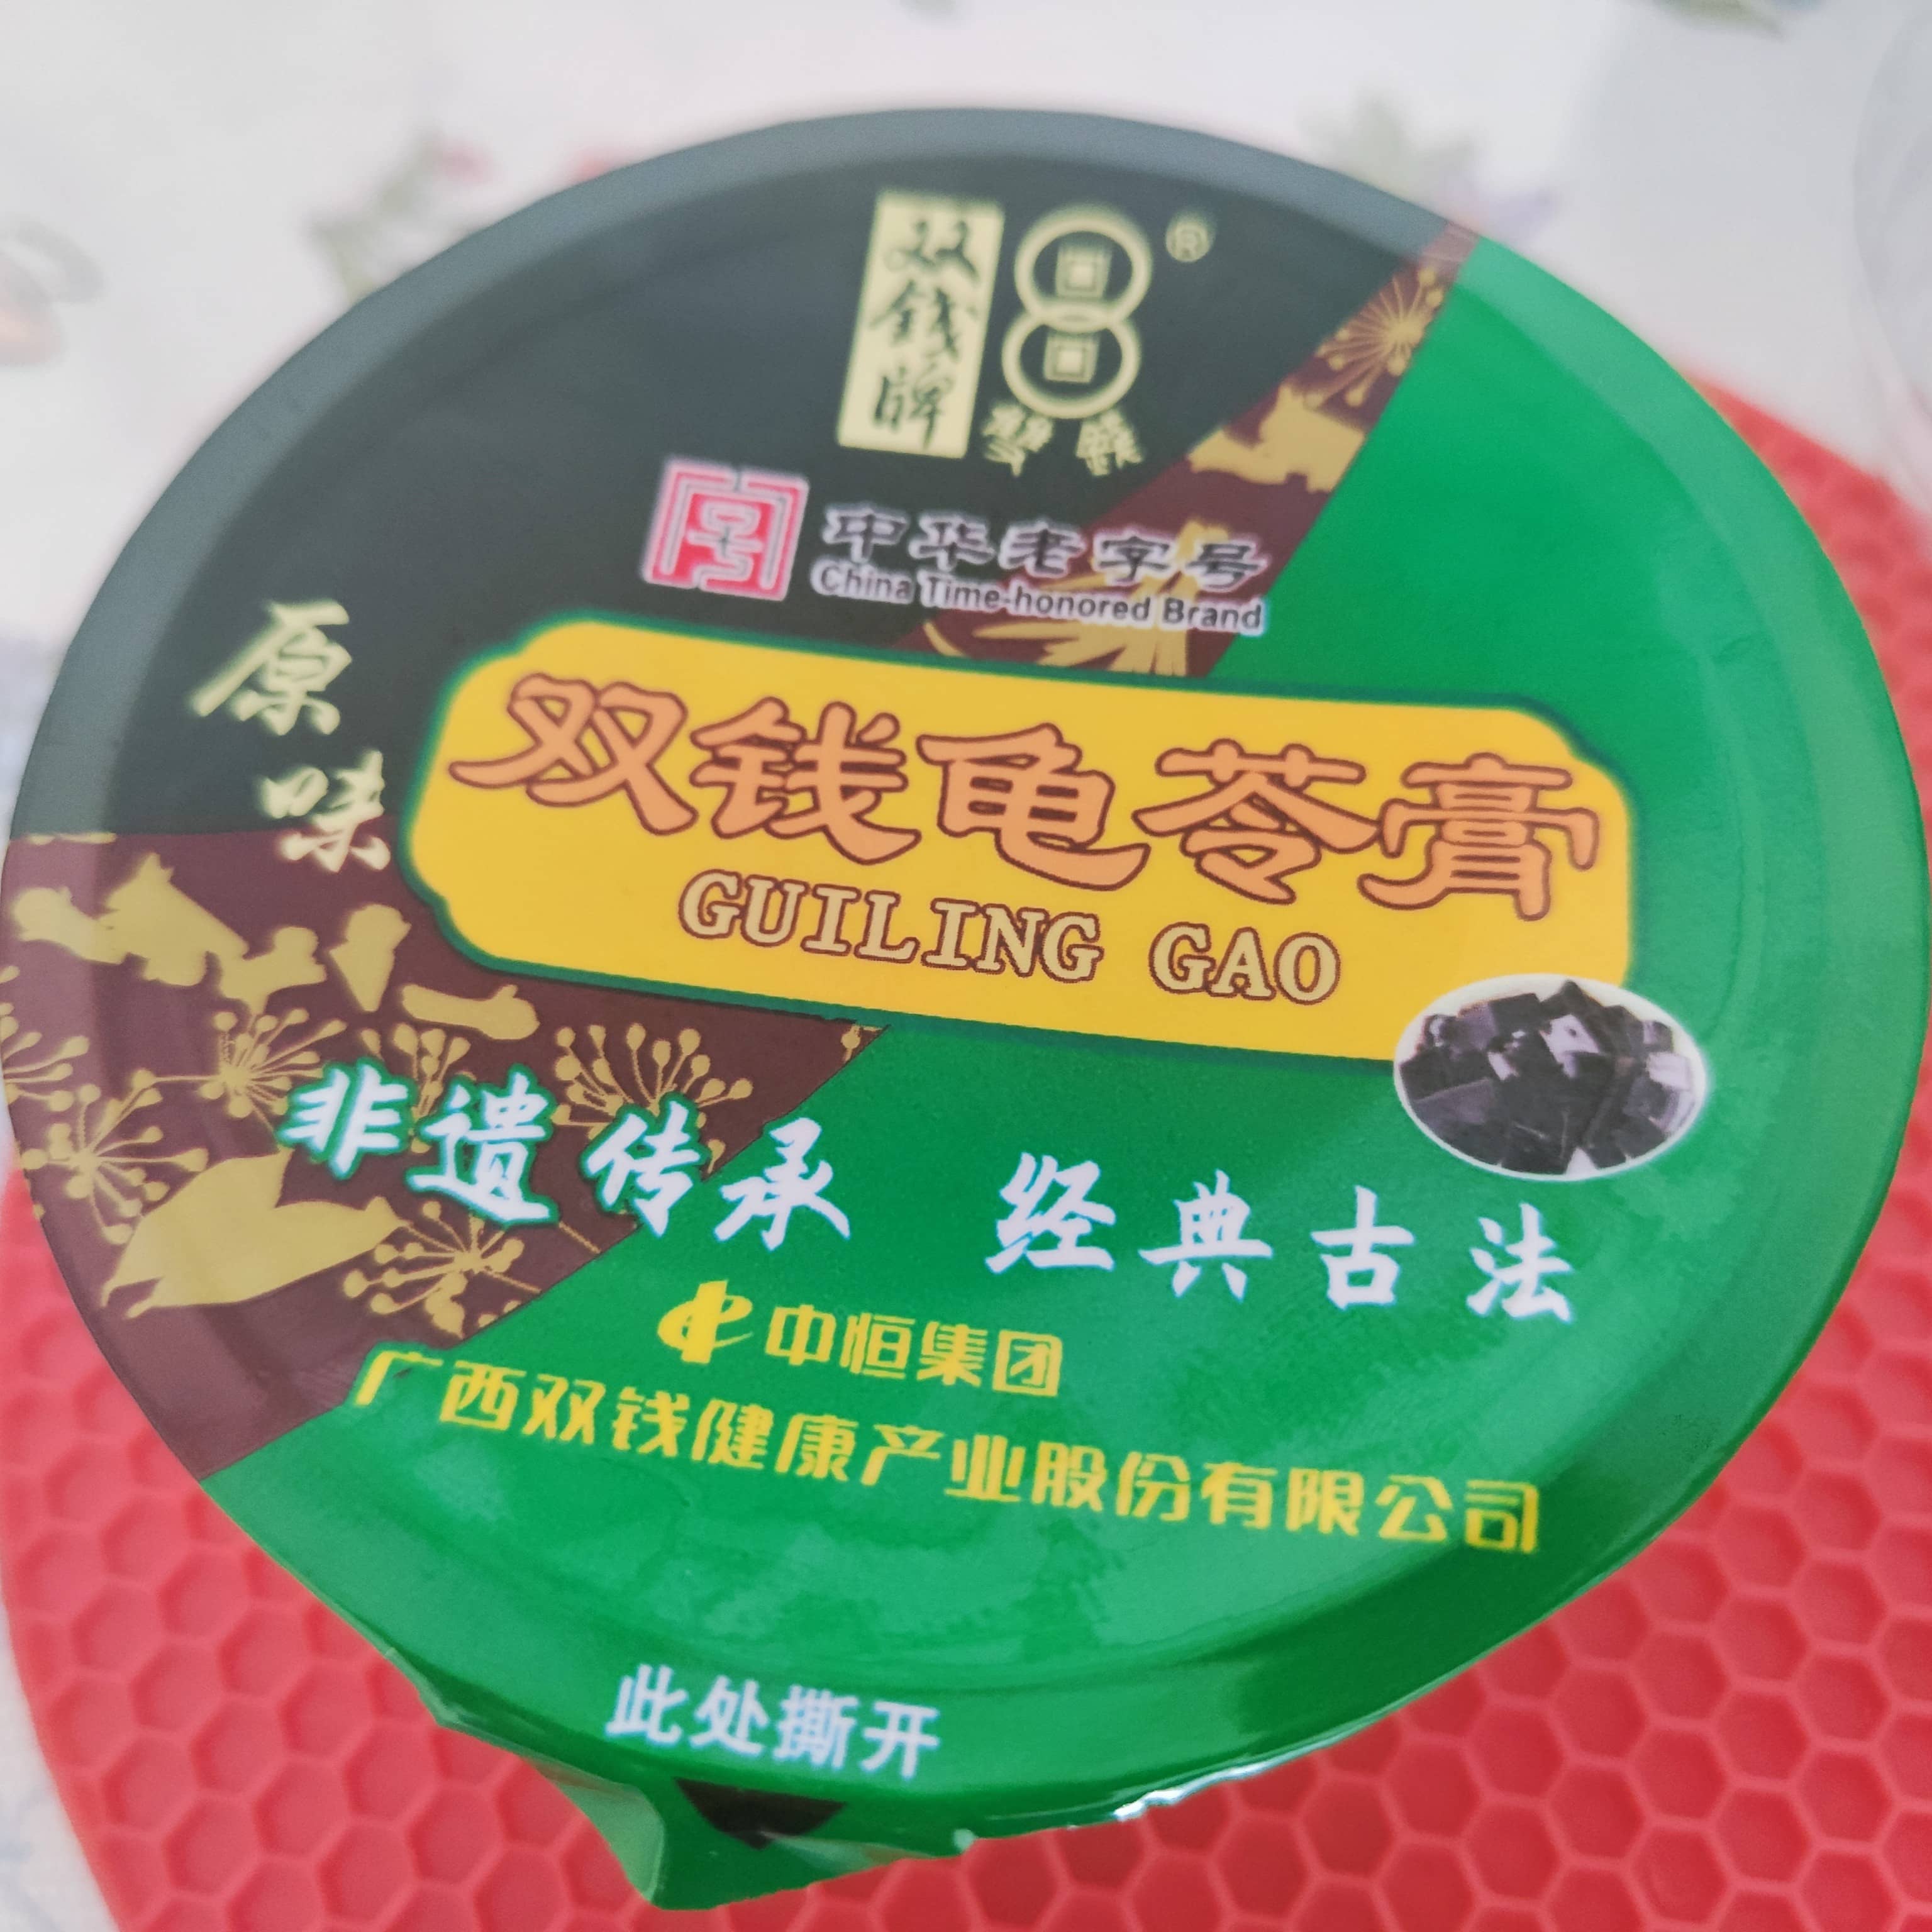 双钱牌
®
雙錢
中华老字号
China Time-honored Brand
原味
双钱龟苓膏
GUILING GAO
非遗传承 经典古法
中恒集团
广西双钱健康产业股份有限公司
此处撕开